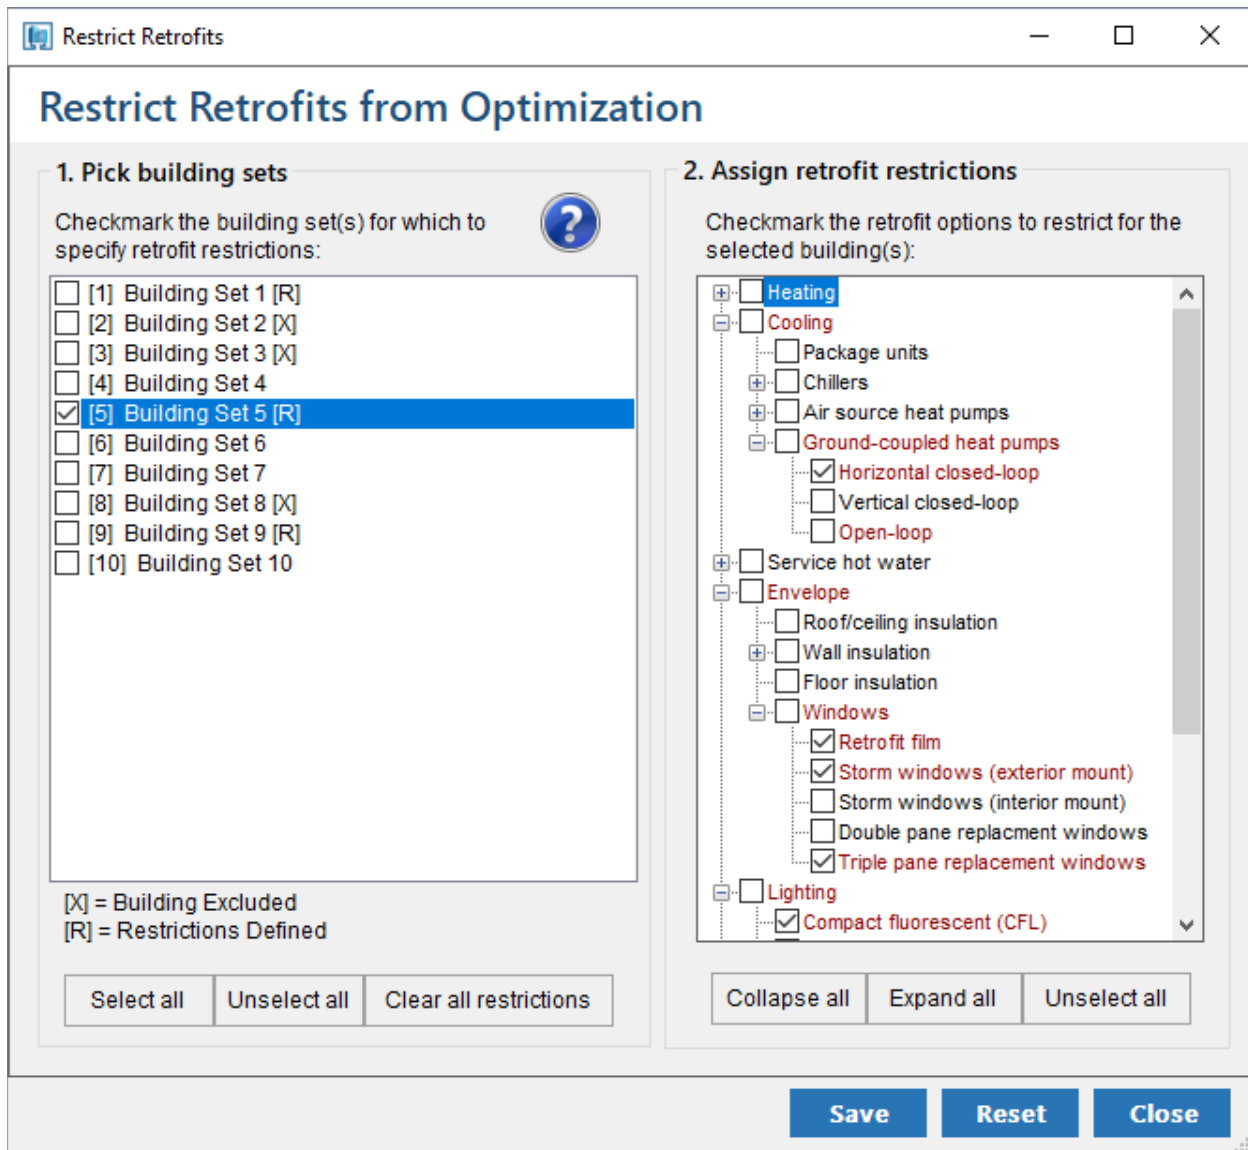 Restrict Retrofits
Restrict Retrofits from Optimization
1. Pick building sets
Checkmark the building set(s) for which to
specify retrofit restrictions:
?
[1] Building Set 1 [R]
[2] Building Set 2 [X]
[3] Building Set 3 [X]
[4] Building Set 4
[5] Building Set 5 [R]
[6] Building Set 6
[7] Building Set 7
[8] Building Set 8 [X]
[9] Building Set 9 [R]
[10] Building Set 10
[X] = Building Excluded
[R] = Restrictions Defined
Select all
Unselect all
Clear all restrictions
2. Assign retrofit restrictions
Checkmark the retrofit options to restrict for the
selected building(s):
Heating
Cooling
Package units
Chillers
Air source heat pumps
Ground-coupled heat pumps
Horizontal closed-loop
Vertical closed-loop
Open-loop
Service hot water
Envelope
Roof/ceiling insulation
Wall insulation
Floor insulation
Windows
Retrofit film
Storm windows (exterior mount)
Storm windows (interior mount)
Double pane replacment windows
Triple pane replacement windows
Lighting
Compact fluorescent (CFL)
Collapse all
Expand all
Unselect all
Save
Reset
Close